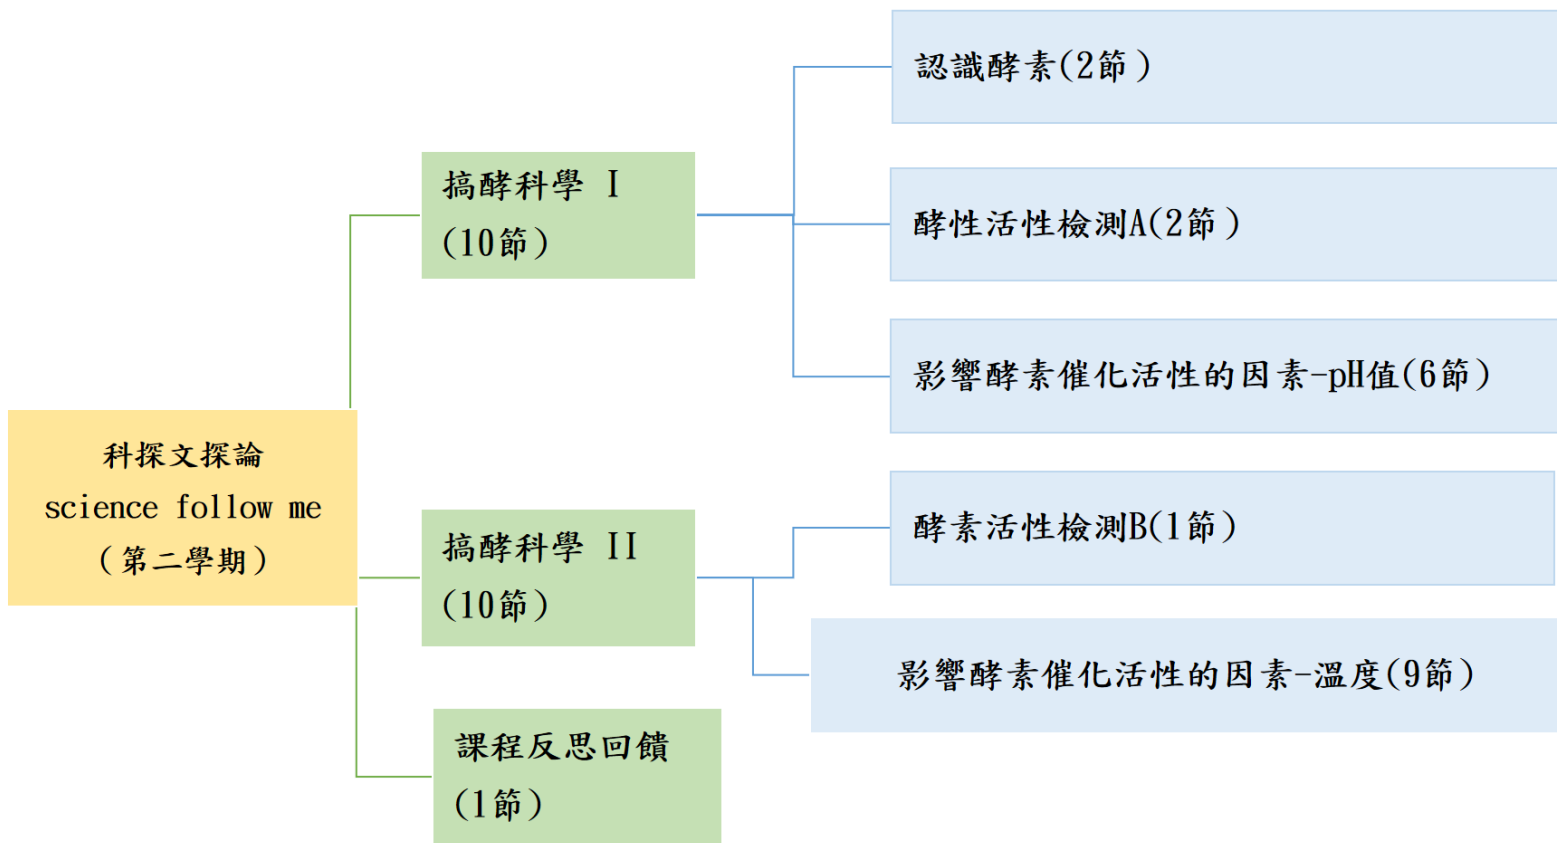 科探文探論
science follow me
(第二學期)
搞酵科學 I
(10節)
認識酵素(2節)
酵性活性檢測A(2節)
影響酵素催化活性的因素-pH值(6節)
搞酵科學 II
(10節)
酵素活性檢測B(1節)
影響酵素催化活性的因素-溫度(9節)
課程反思回饋
(1節)